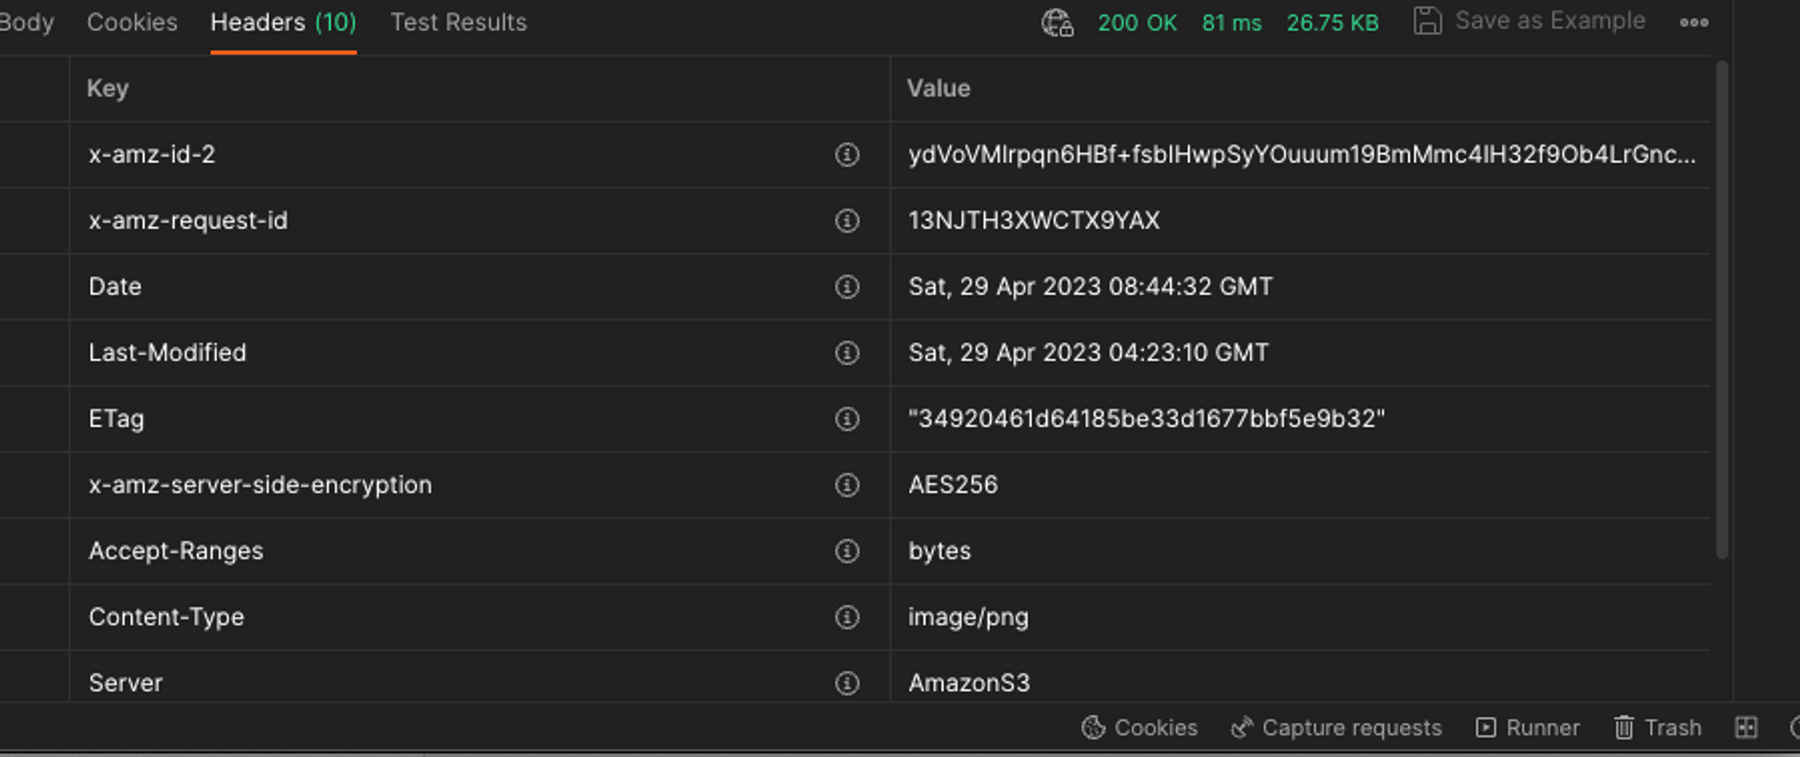 Body Cookies Headers (10) Test Results 200 OK 81 ms 26.75 KB Save as Example
Key Value
x-amz-id-2 ydVoVMIrpqn6HBf+fsbIHwpSyYOuuum19BmMmc4IH32f9Ob4LrGnc...
x-amz-request-id 13NJTH3XWCTX9YAX
Date Sat, 29 Apr 2023 08:44:32 GMT
Last-Modified Sat, 29 Apr 2023 04:23:10 GMT
ETag "34920461d64185be33d1677bbf5e9b32"
x-amz-server-side-encryption AES256
Accept-Ranges bytes
Content-Type image/png
Server AmazonS3
Cookies Capture requests Runner Trash